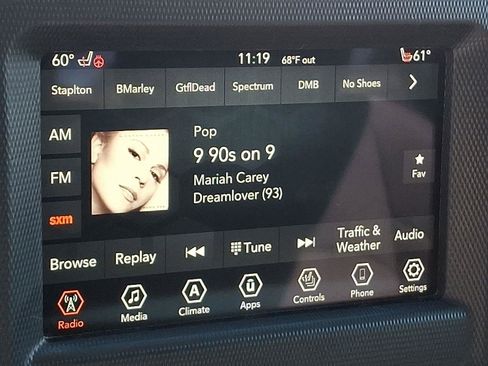 60° 11:19 68°F out 61°
Staplton BMarley GtflDead Spectrum DMB No Shoes
AM
FM
sxm
Pop
9 90s on 9
Mariah Carey
Dreamlover (93)
Fav
Browse Replay Tune Traffic & Weather Audio
Radio Media Climate Apps Controls Phone Settings